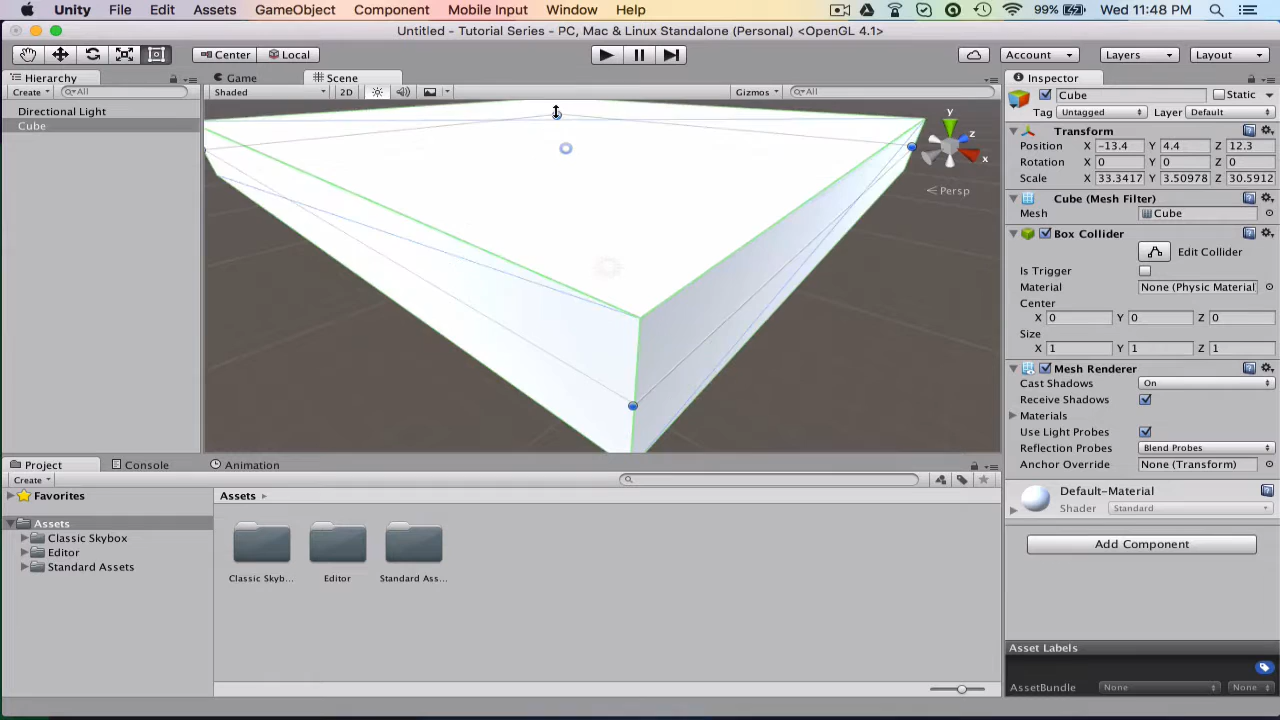 Unity File Edit Assets GameObject Component Mobile Input Window Help 99% Wed 11:48
Untitled - Tutorial Series - PC, Mac & Linux Standalone (Personal) <OpenGL 4.1>
Center Local Account Layers Layout
Hierarchy Game Scene Inspector
Create All Shaded 2D Gizmos All Cube Static
Tag Untagged Layer Default
Directional Light
Cube
y
z
x
Persp
Transform
Position X -13.4 Y 4.4 Z 12.3
Rotation X 0 Y 0 Z 0
Scale X 33.3417 Y 3.50978 Z 30.5912
Cube (Mesh Filter)
Mesh Cube
Box Collider
Edit Collider
Is Trigger
Material None (Physic Material
Center
X 0 Y 0 Z 0
Size
X 1 Y 1 Z 1
Mesh Renderer
Cast Shadows On
Receive Shadows
Materials
Use Light Probes
Reflection Probes Blend Probes
Anchor Override None (Transform)
Default-Material
Shader Standard
Add Component
Asset Labels
AssetBundle None None
Project Console Animation
Create
Favorites
Assets
Classic Skybox
Editor
Standard Assets
Assets
Classic Skyb... Editor Standard Ass...